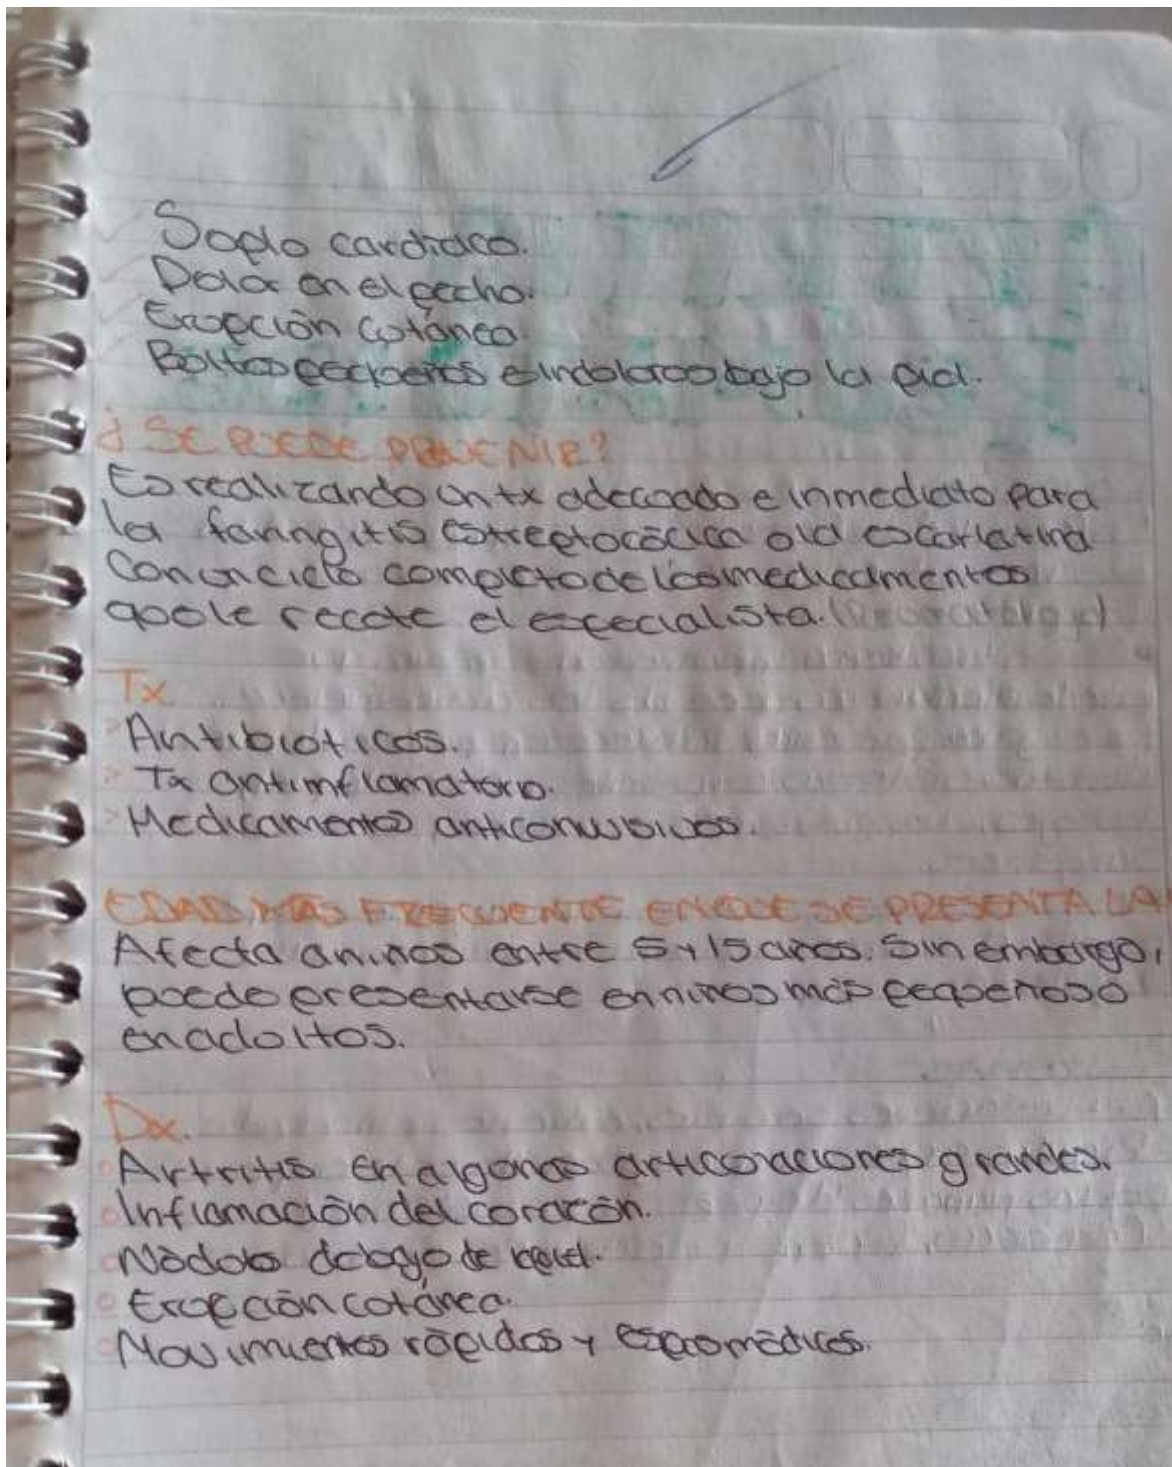 Soplo cardiaco.
Dolor en el pecho.
Erupción cutánea.
Bultos pequeños e indoloros bajo la piel.
¿SE PUEDE PREVENIR?
Es realizando un tx adecuado e inmediato para
la faringitis estreptocócica o la escarlatina
con un ciclo completo de los medicamentos
que le recete el especialista.
Tx
Antibioticos.
Tx antiinflamatorio.
Medicamentos anticonvulsivos.
EDAD MÁS FRECUENTE EN QUE SE PRESENTA LA
Afecta a niños entre 5 y 15 años. Sin embargo,
puede presentarse en niños más pequeños o
en adultos.
Dx.
Artritis en algunas articulaciones grandes.
Inflamación del corazón.
Nódulos debajo de piel.
Erupción cutánea.
Movimientos rápidos y espasmódicos.